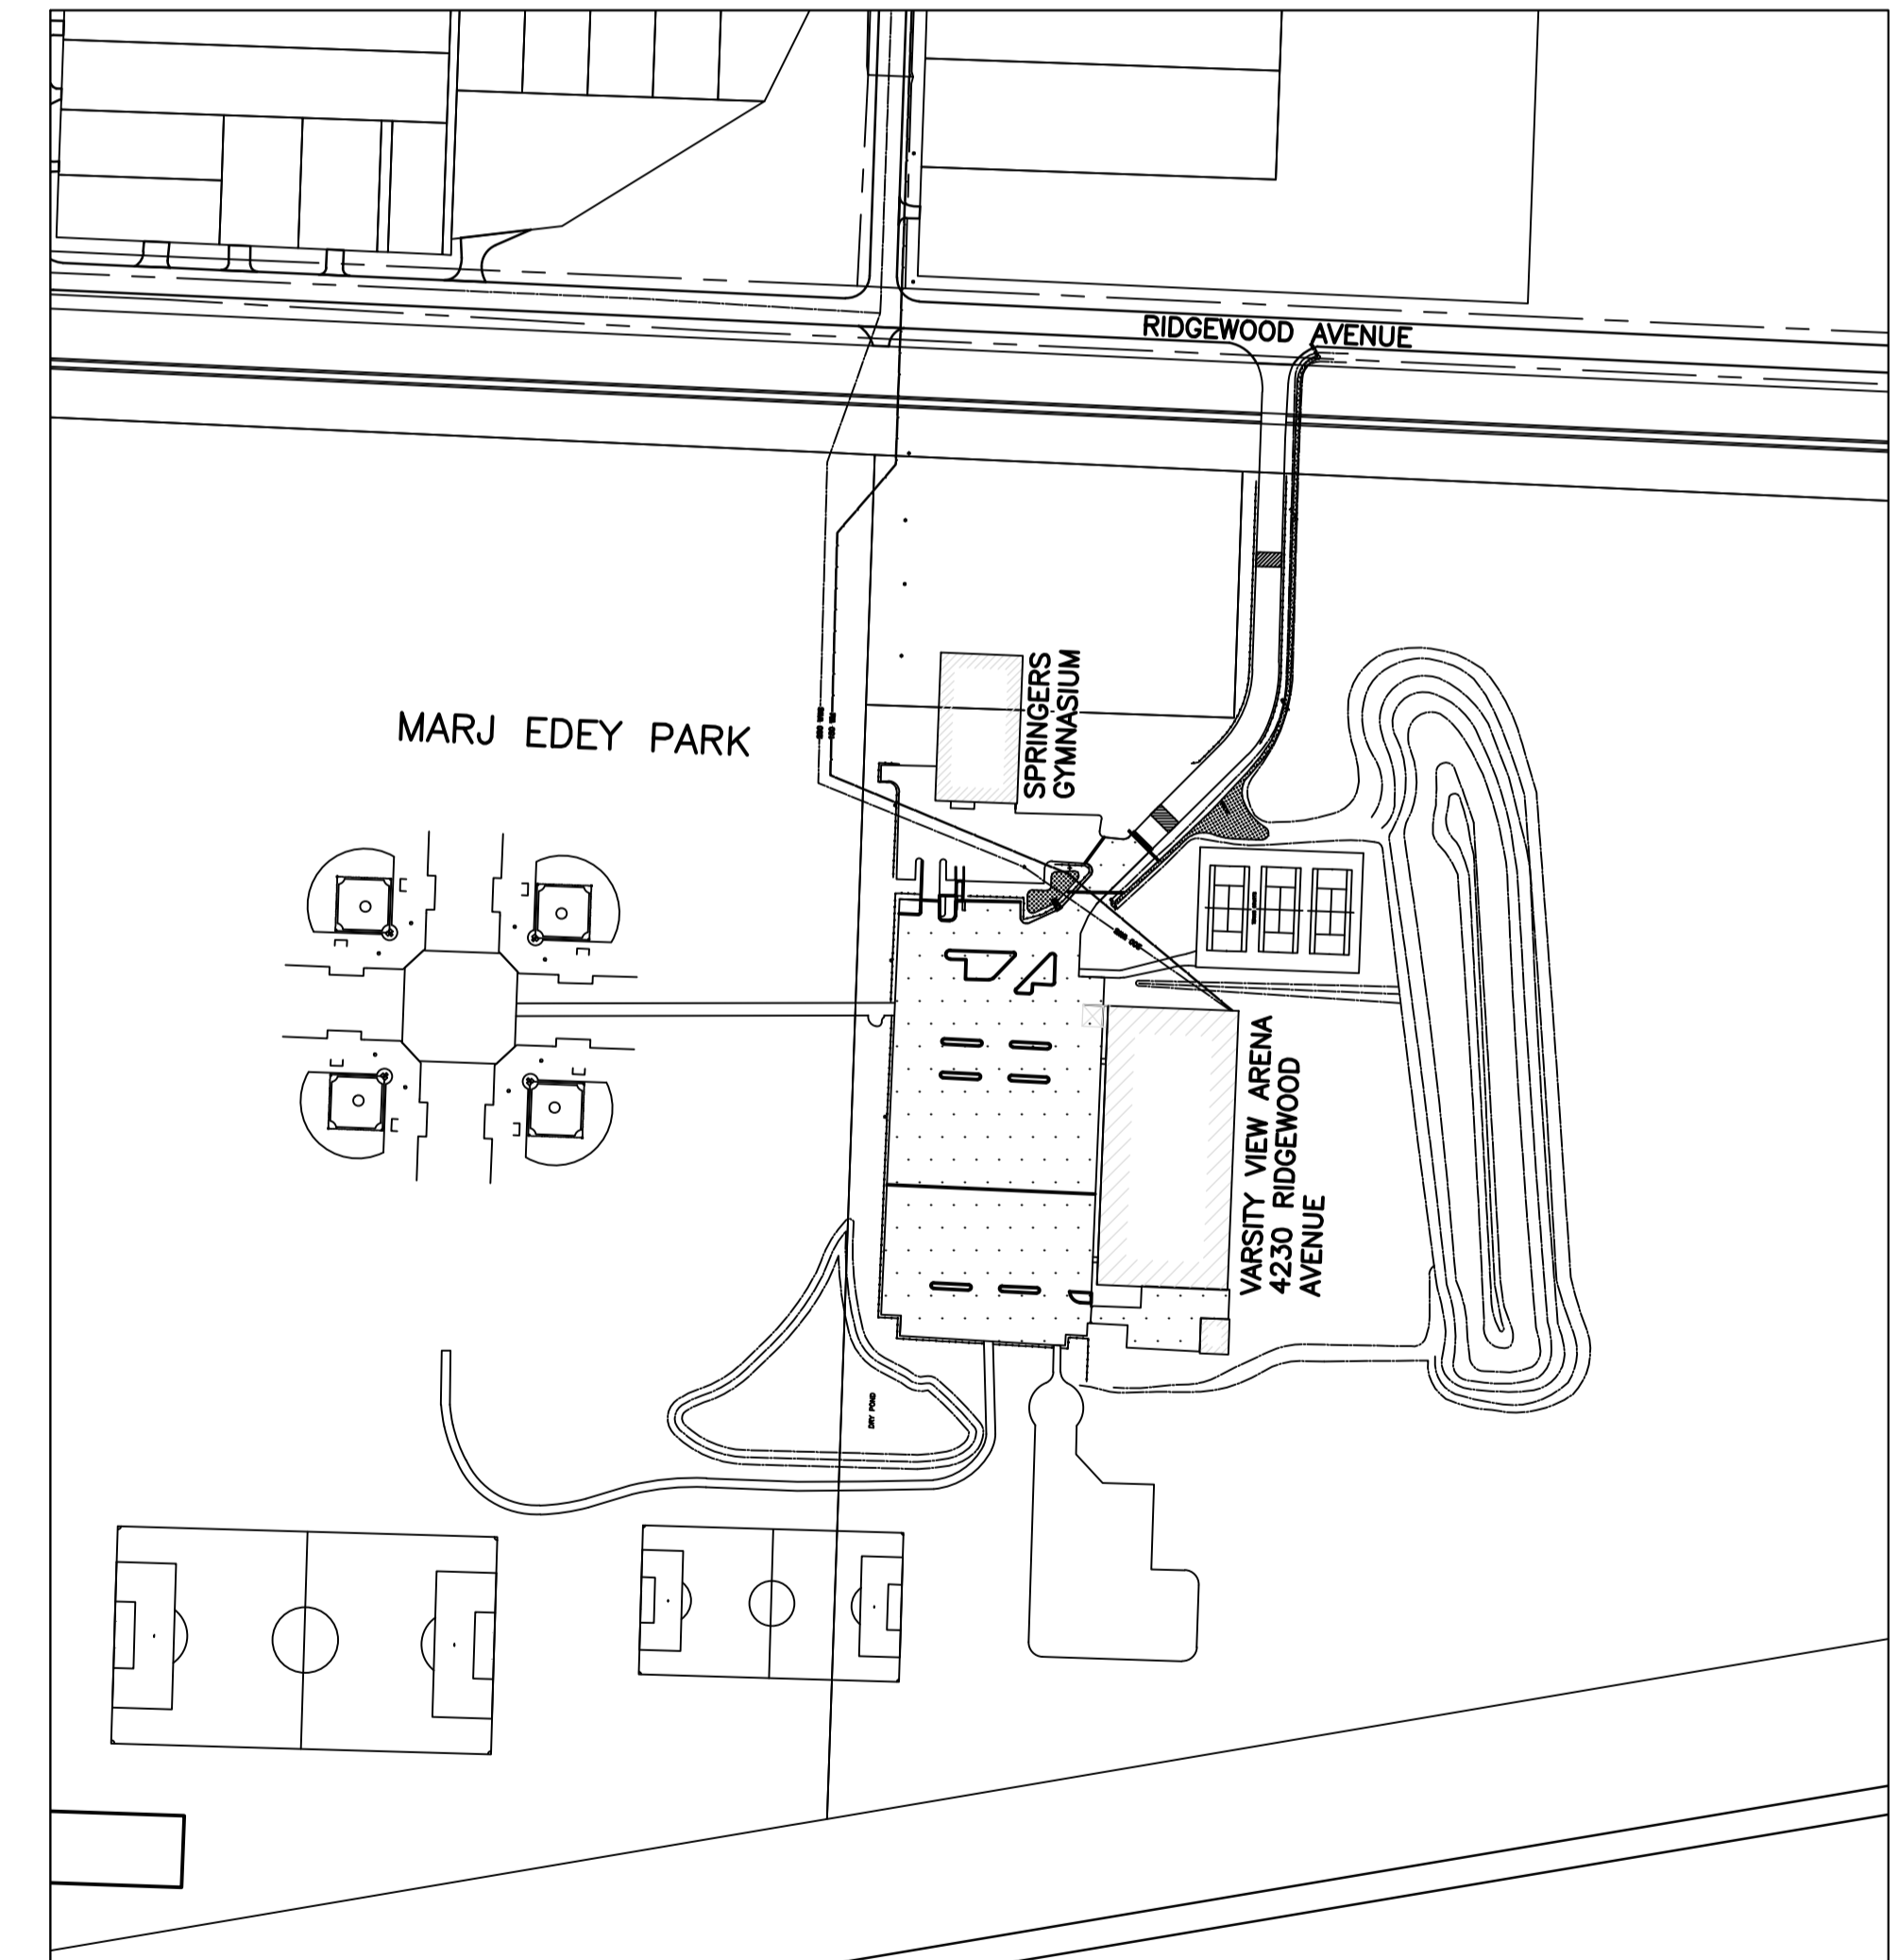 RIDGEWOOD AVENUE
SPRINGERS
GYMNASIUM
MARJ EDEY PARK
VARSITY VIEW ARENA
4230 RIDGEWOOD
AVENUE
DRY POND